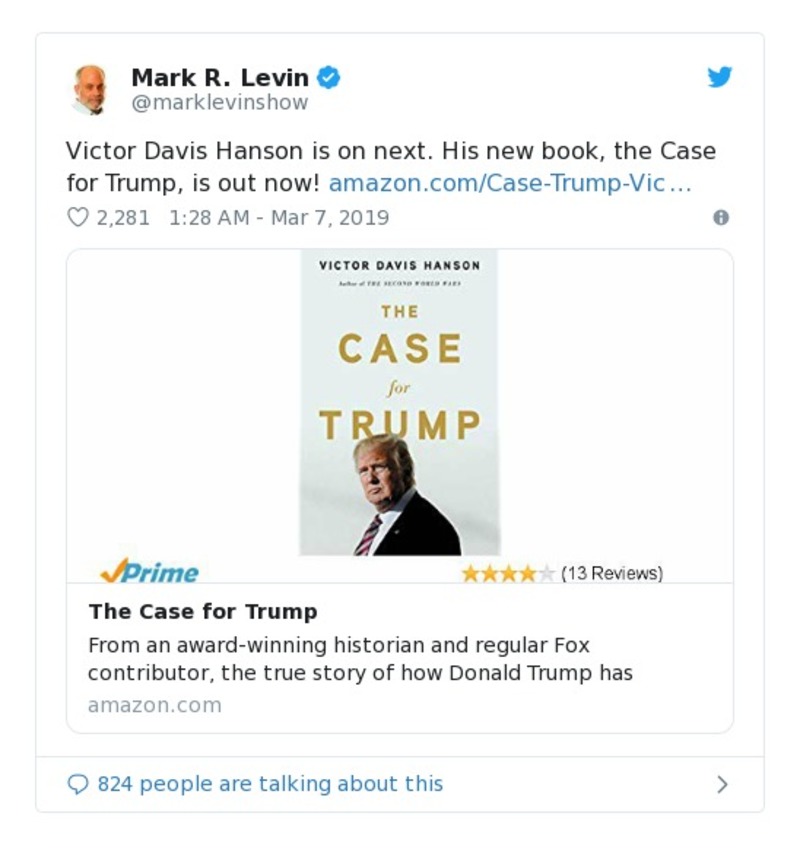 Mark R. Levin
@marklevinshow
Victor Davis Hanson is on next. His new book, the Case
for Trump, is out now! amazon.com/Case-Trump-Vic…
2,281 1:28 AM - Mar 7, 2019
VICTOR DAVIS HANSON
Author of THE SECOND WORLD WARS
THE
CASE
for
TRUMP
Prime
(13 Reviews)
The Case for Trump
From an award-winning historian and regular Fox
contributor, the true story of how Donald Trump has
amazon.com
824 people are talking about this